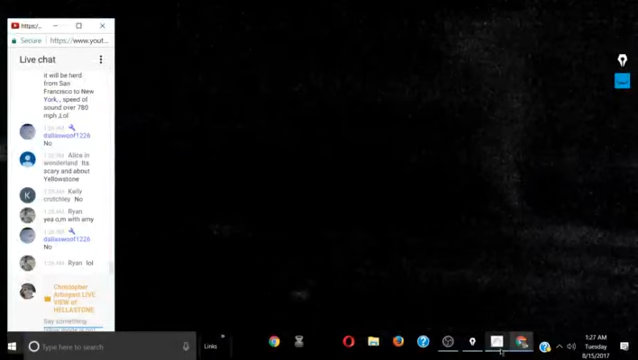 https:/
Secure https://www.yout...
Live chat
it will be herd
from San
Francisco to New
York,., speed of
sound over 780
mph ,Lol
dallaswoof1226
No
Alice in
wonderland Its
scary and about
Yellowstone
K
Kally
crutchley No
Ryan
yea o,m with amy
dallaswoof1226
No
Ryan lol
Christopher
LIVE
VIEW of
HELLASTONE
Say something
Type here to search
Links
1:27 AM
Tuesday
8/15/2017